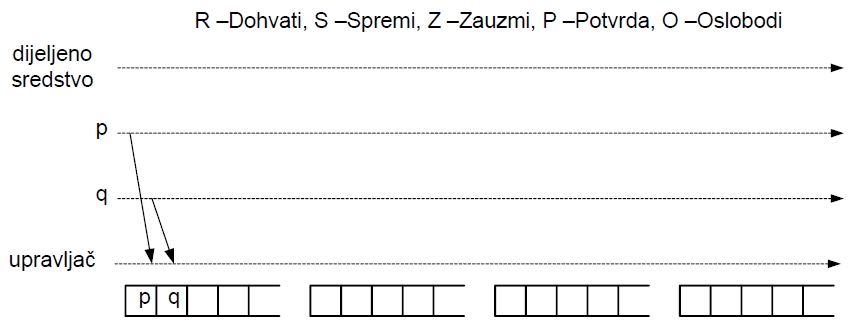 R –Dohvati, S –Spremi, Z –Zauzmi, P –Potvrda, O –Oslobodi
dijeljeno
sredstvo
p
q
upravljač
p q